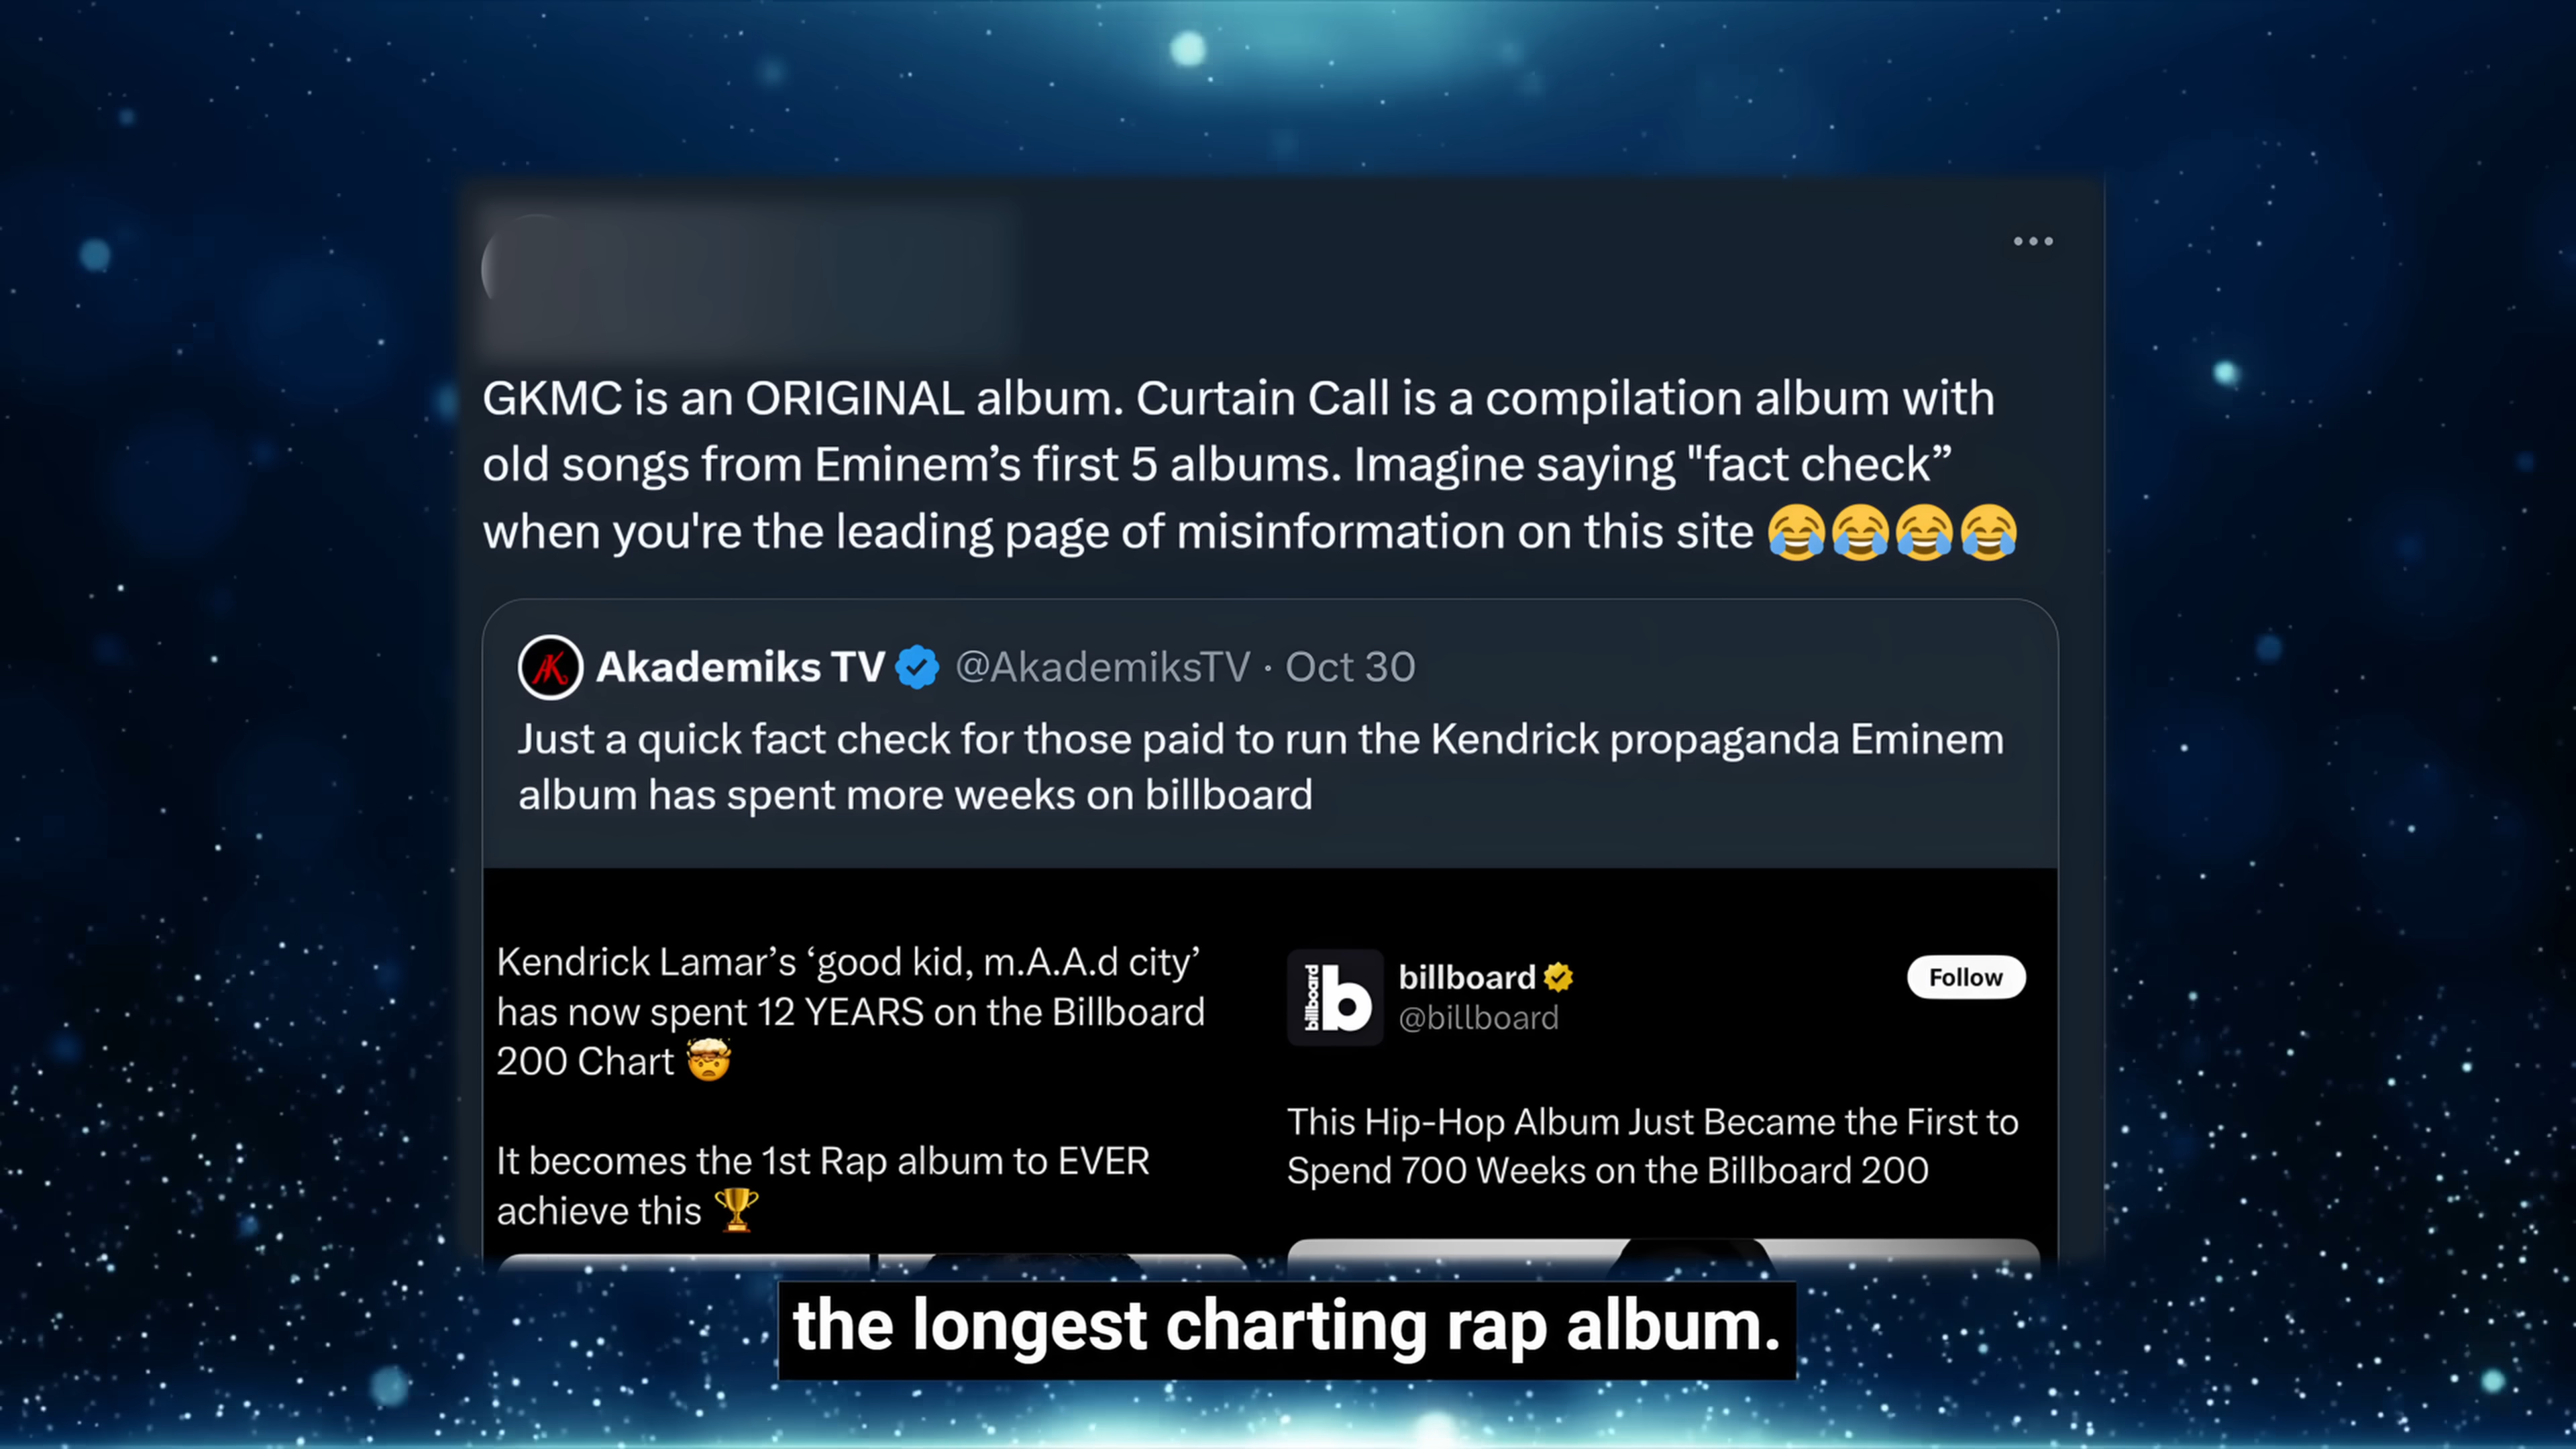 GKMC is an ORIGINAL album. Curtain Call is a compilation album with
old songs from Eminem’s first 5 albums. Imagine saying "fact check”
when you're the leading page of misinformation on this site 😂😂😂😂
Akademiks TV @AkademiksTV · Oct 30
Just a quick fact check for those paid to run the Kendrick propaganda Eminem
album has spent more weeks on billboard
Kendrick Lamar’s ‘good kid, m.A.A.d city’
has now spent 12 YEARS on the Billboard
200 Chart 🤯
It becomes the 1st Rap album to EVER
achieve this 🏆
billboard b
billboard
Follow
@billboard
This Hip-Hop Album Just Became the First to
Spend 700 Weeks on the Billboard 200
the longest charting rap album.